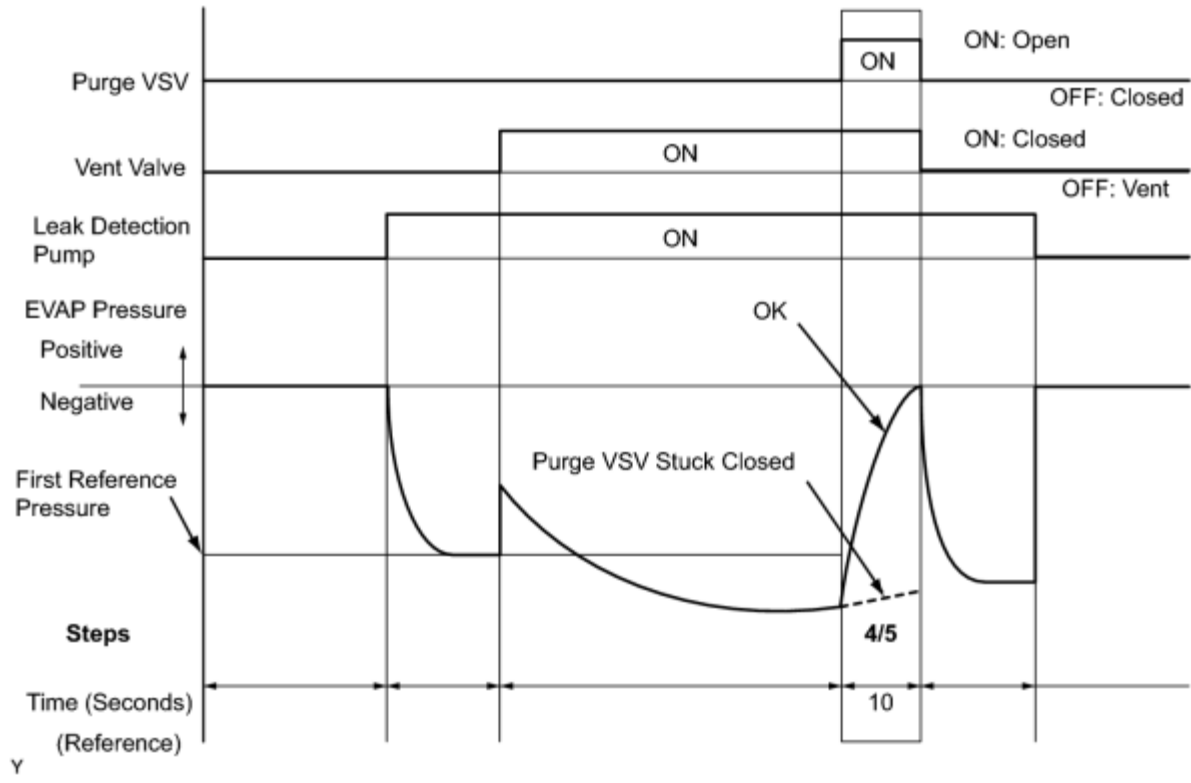 ON: Open
ON
Purge VSV
OFF: Closed
ON: Closed
ON
Vent Valve
OFF: Vent
Leak Detection
Pump
ON
EVAP Pressure
OK
Positive
Negative
Purge VSV Stuck Closed
First Reference
Pressure
Steps
4/5
Time (Seconds)
10
(Reference)
Y